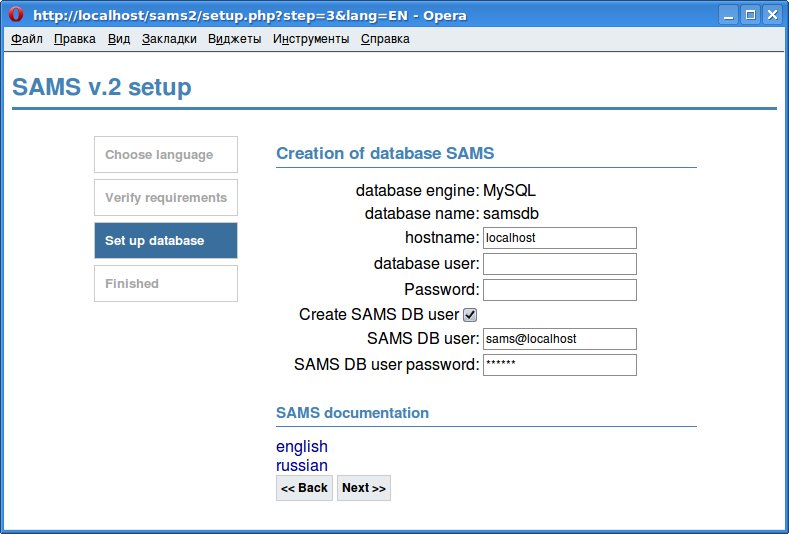 http://localhost/sams2/setup.php?step=3&lang=EN - Opera
Файл Правка Вид Закладки Виджеты Инструменты Справка
SAMS v.2 setup
Choose language
Verify requirements
Set up database
Finished
Creation of database SAMS
database engine: MySQL
database name: samsdb
hostname: localhost
database user:
Password:
Create SAMS DB user
SAMS DB user: sams@localhost
SAMS DB user password: ******
SAMS documentation
english
russian
<< Back Next >>